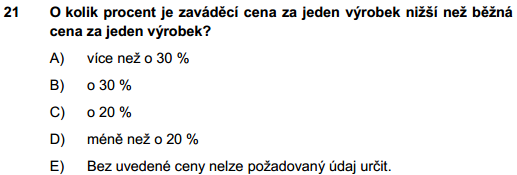 21 O kolik procent je zaváděcí cena za jeden výrobek nižší než běžná
cena za jeden výrobek?
A) více než o 30 %
B) o 30 %
C) o 20 %
D) méně než o 20 %
E) Bez uvedené ceny nelze požadovaný údaj určit.